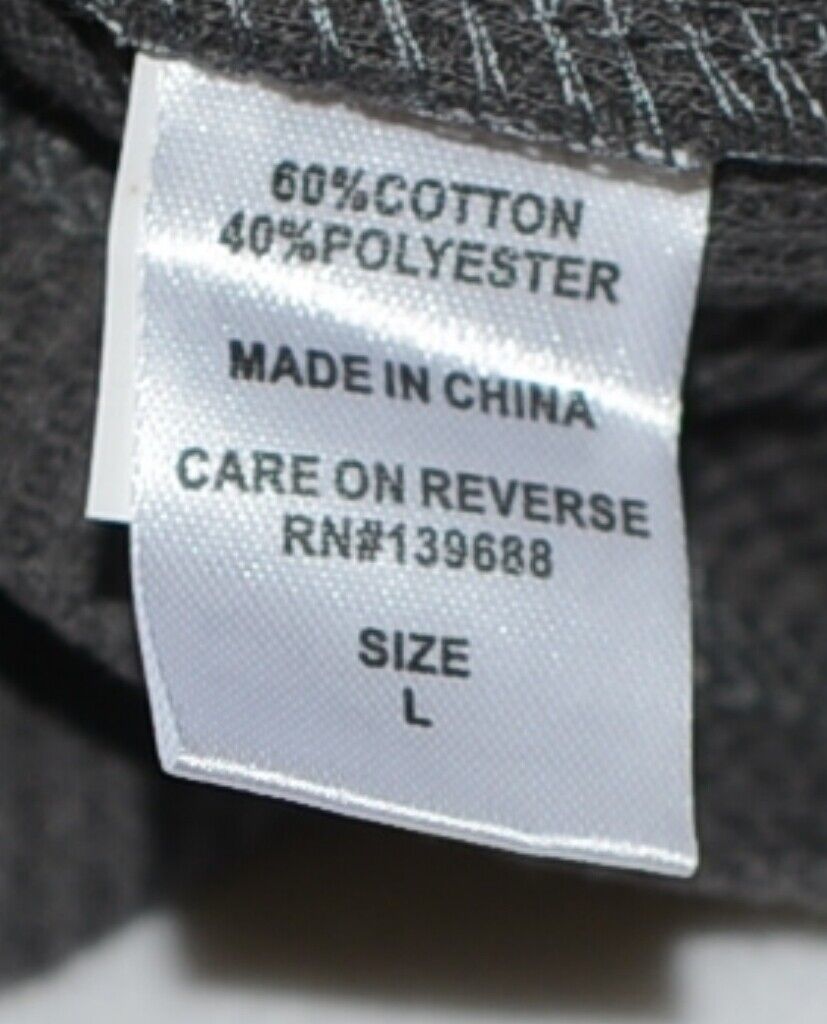 60%COTTON
40%POLYESTER
MADE IN CHINA
CARE ON REVERSE
RN#139688
SIZE
L